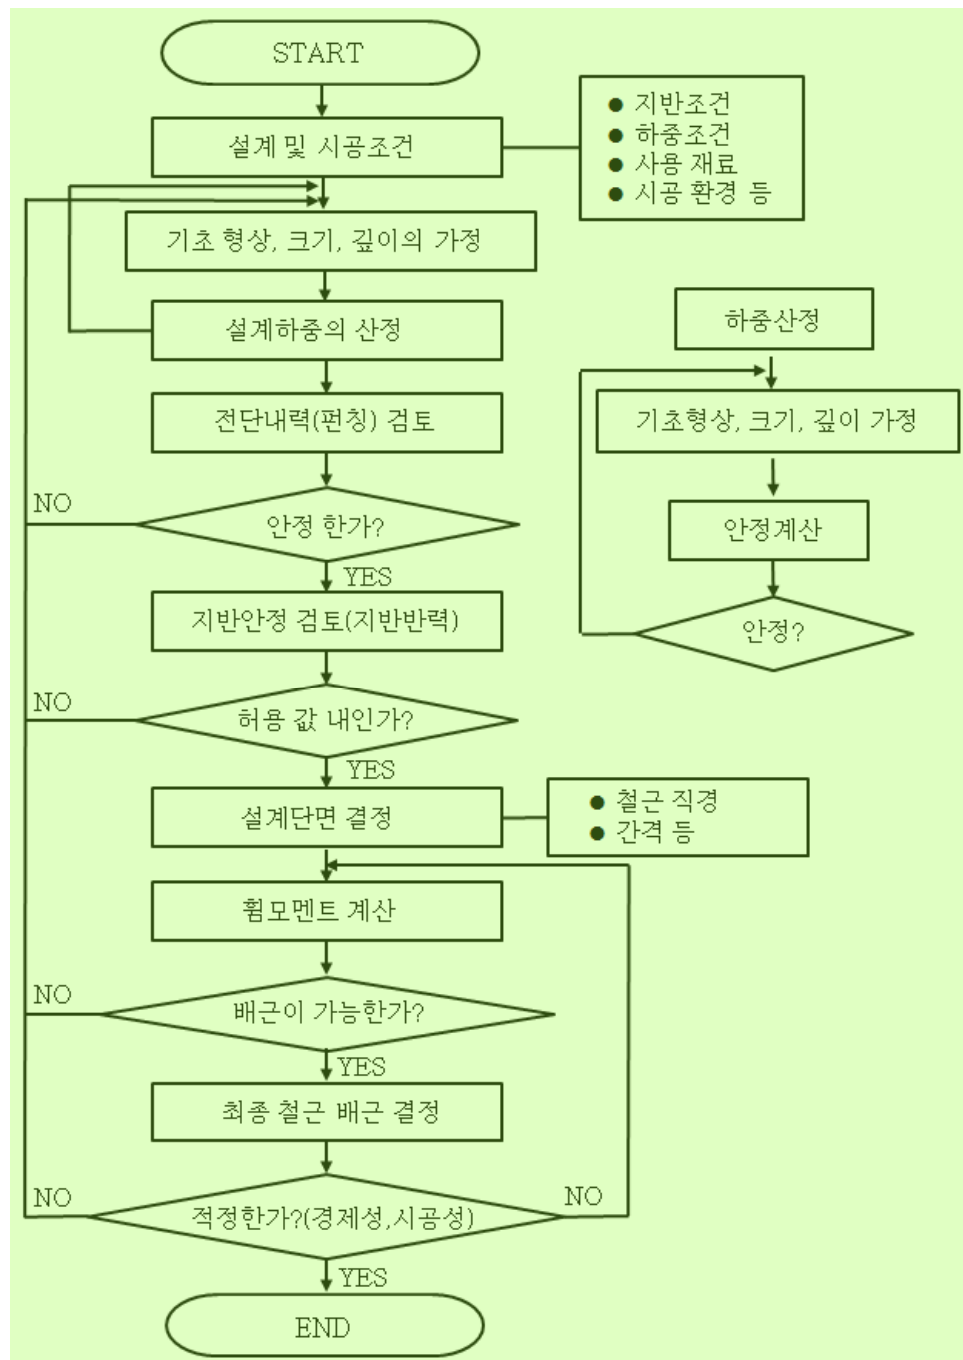 START
설계 및 시공조건
● 지반조건
● 하중조건
● 사용 재료
● 시공 환경 등
기초 형상, 크기, 깊이의 가정
설계하중의 산정
전단내력(펀칭) 검토
NO
안정 한가?
YES
지반안정 검토(지반반력)
NO
허용 값 내인가?
YES
설계단면 결정
● 철근 직경
● 간격 등
휨모멘트 계산
NO
배근이 가능한가?
YES
최종 철근 배근 결정
NO
적정한가?(경제성,시공성)
NO
YES
END
하중산정
기초형상, 크기, 깊이 가정
안정계산
안정?